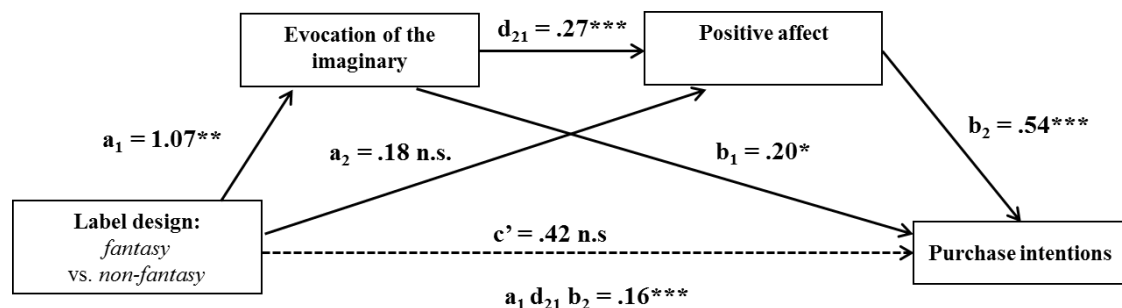 Evocation of the
imaginary
d21 = .27***
Positive affect
a1 = 1.07**
a2 = .18 n.s.
b1 = .20*
b2 = .54***
Label design:
fantasy
vs. non-fantasy
c’ = .42 n.s
Purchase intentions
a1 d21 b2 = .16***